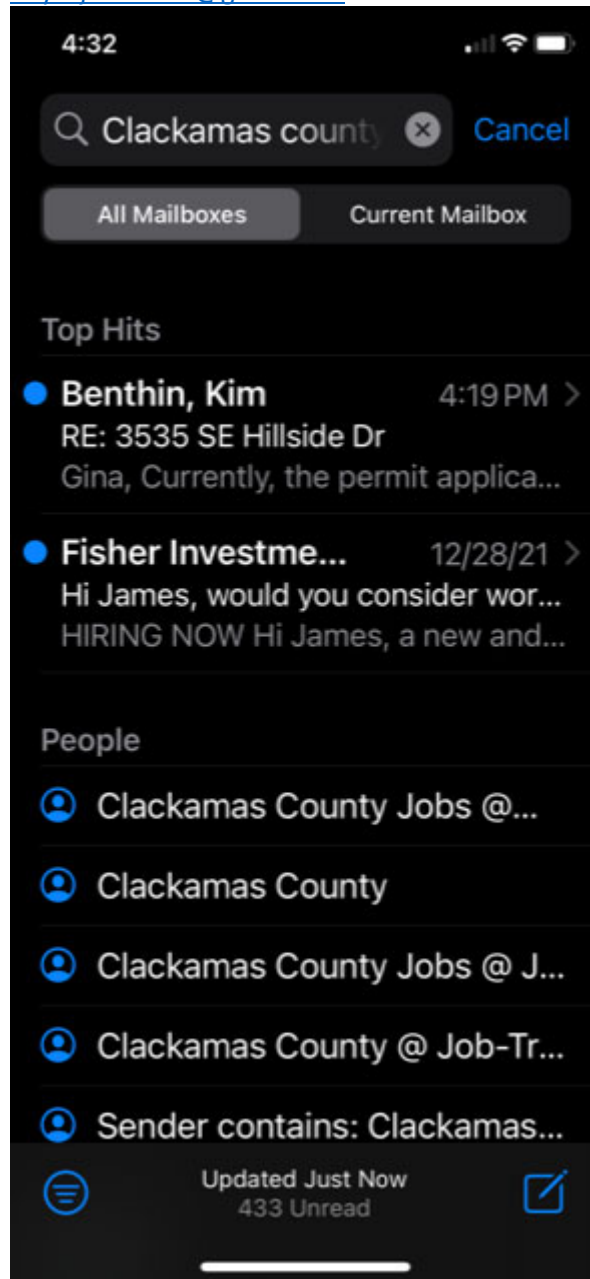 4:32
Clackamas county
Cancel
All Mailboxes
Current Mailbox
Top Hits
Benthin, Kim
4:19 PM
RE: 3535 SE Hillside Dr
Gina, Currently, the permit applica...
Fisher Investme...
12/28/21
Hi James, would you consider wor...
HIRING NOW Hi James, a new and...
People
Clackamas County Jobs @...
Clackamas County
Clackamas County Jobs @ J...
Clackamas County @ Job-Tr...
Sender contains: Clackamas...
Updated Just Now
433 Unread